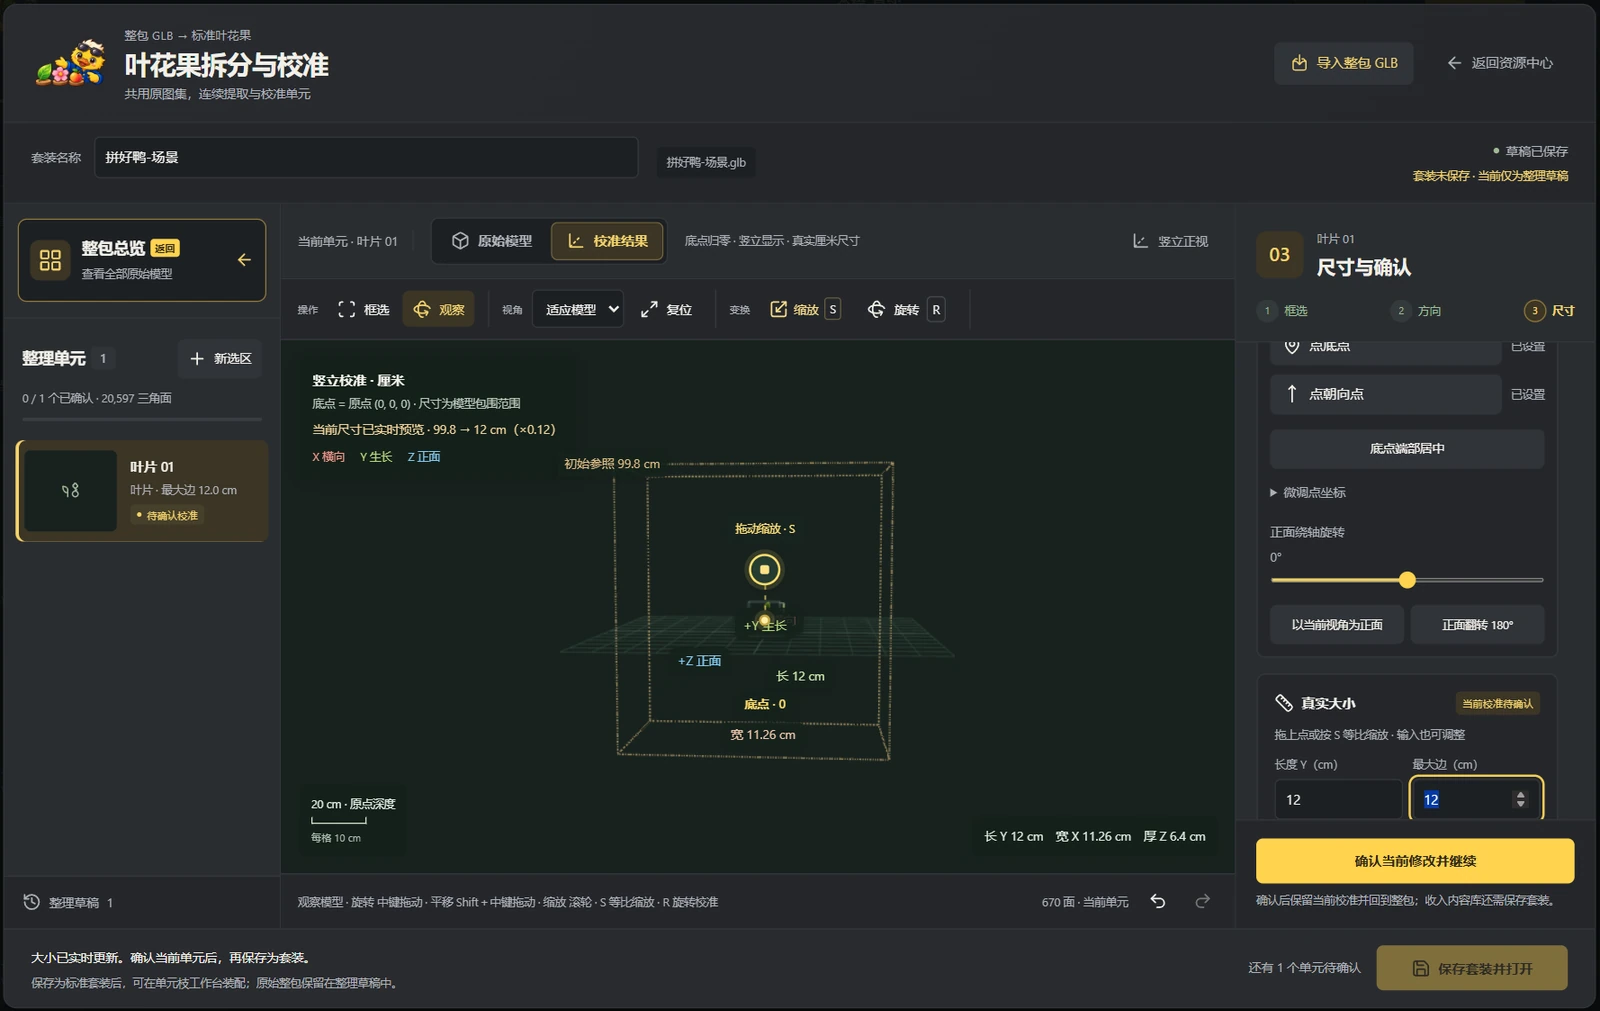 整包 GLB → 标准叶花果
叶花果拆分与校准
共用原图集，连续提取与校准单元
导入整包 GLB
返回资源中心
套装名称
拼好鸭-场景
拼好鸭-场景.glb
草稿已保存
套装未保存 · 当前仅为整理草稿
整包总览 返回
查看全部原始模型
整理单元 1
新选区
0 / 1 个已确认 · 20,597 三角面
叶片 01
叶片 · 最大边 12.0 cm
待确认校准
整理草稿 1
当前单元 · 叶片 01
原始模型
校准结果
底点归零 · 竖立显示 · 真实厘米尺寸
竖立正视
操作
框选
观察
视角
适应模型
复位
变换
缩放 S
旋转 R
竖立校准 · 厘米
底点 = 原点 (0, 0, 0) · 尺寸为模型包围范围
当前尺寸已实时预览 · 99.8 → 12 cm（×0.12）
X 横向 Y 生长 Z 正面
初始参照 99.8 cm
拖动缩放 · S
+Y 生长
+Z 正面
长 12 cm
底点 · 0
宽 11.26 cm
20 cm · 原点深度
每格 10 cm
长 Y 12 cm 宽 X 11.26 cm 厚 Z 6.4 cm
观察模型 · 旋转 中键拖动 · 平移 Shift + 中键拖动 · 缩放 滚轮 · S 等比缩放 · R 旋转校准
670 面 · 当前单元
03
叶片 01
尺寸与确认
1 框选
2 方向
3 尺寸
点底点
已设置
点朝向点
已设置
底点端部居中
微调点坐标
正面绕轴旋转
0°
以当前视角为正面
正面翻转 180°
真实大小
当前校准待确认
拖上点或按 S 等比缩放 · 输入也可调整
长度 Y（cm）
最大边（cm）
12
12
确认当前修改并继续
确认后保留当前校准并回到整包；收入内容库还需保存套装。
大小已实时更新。确认当前单元后，再保存为套装。
保存为标准套装后，可在单元枝工作台装配；原始整包保留在整理草稿中。
还有 1 个单元待确认
保存套装并打开